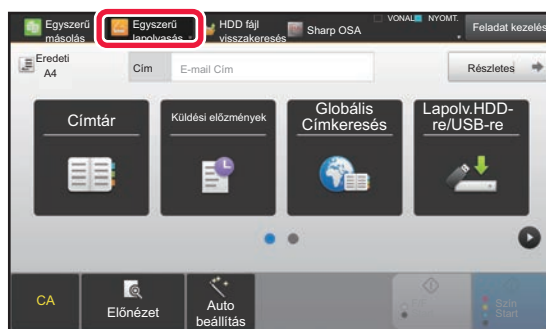 Egyszerű
másolás
Egyszerű
lapolvasás
HDD fájl
visszakeresés
Sharp OSA
VONAL
NYOMT.
Feladat kezelés
Eredeti
A4
Cím
E-mail Cím
Részletes
Címtár
Küldési előzmények
Globális
Címkeresés
Lapolv.HDD-
re/USB-re
CA
Előnézet
Auto
beállítás
Szín
Start